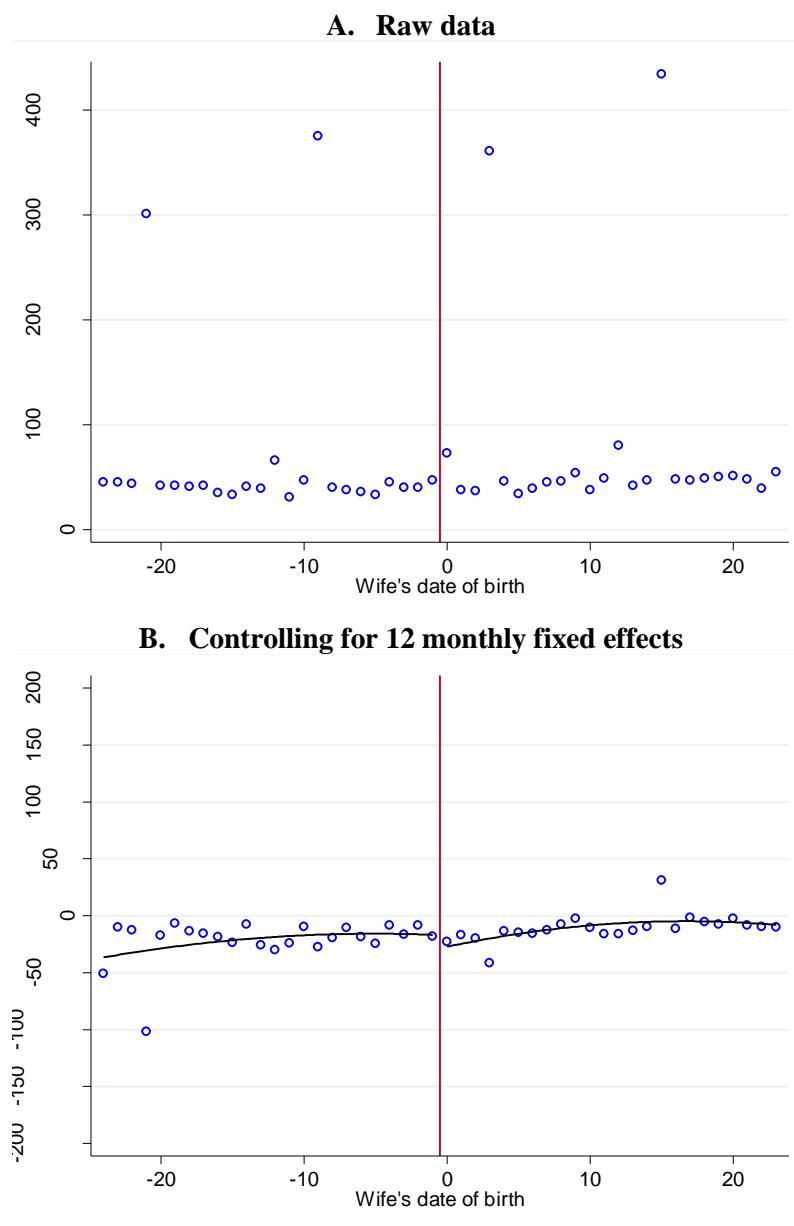 A. Raw data
400
300
200
100
0
-20 -10 0 10 20
Wife's date of birth
B. Controlling for 12 monthly fixed effects
200
150
100
50
0
-50
-100
-150
-200
-20 -10 0 10 20
Wife's date of birth